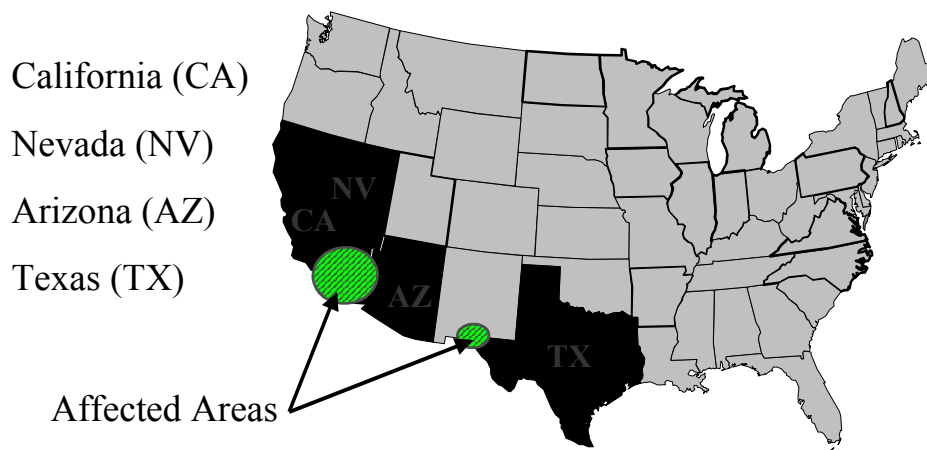 California (CA)
Nevada (NV)
Arizona (AZ)
Texas (TX)
NV
CA
AZ
TX
Affected Areas